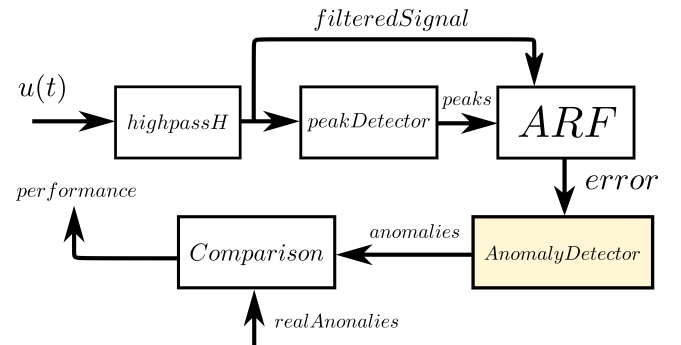 filteredSignal
u(t)
highpassH
peakDetector
peaks
ARF
error
performance
Comparison
anomalies
AnomalyDetector
realAnonalies